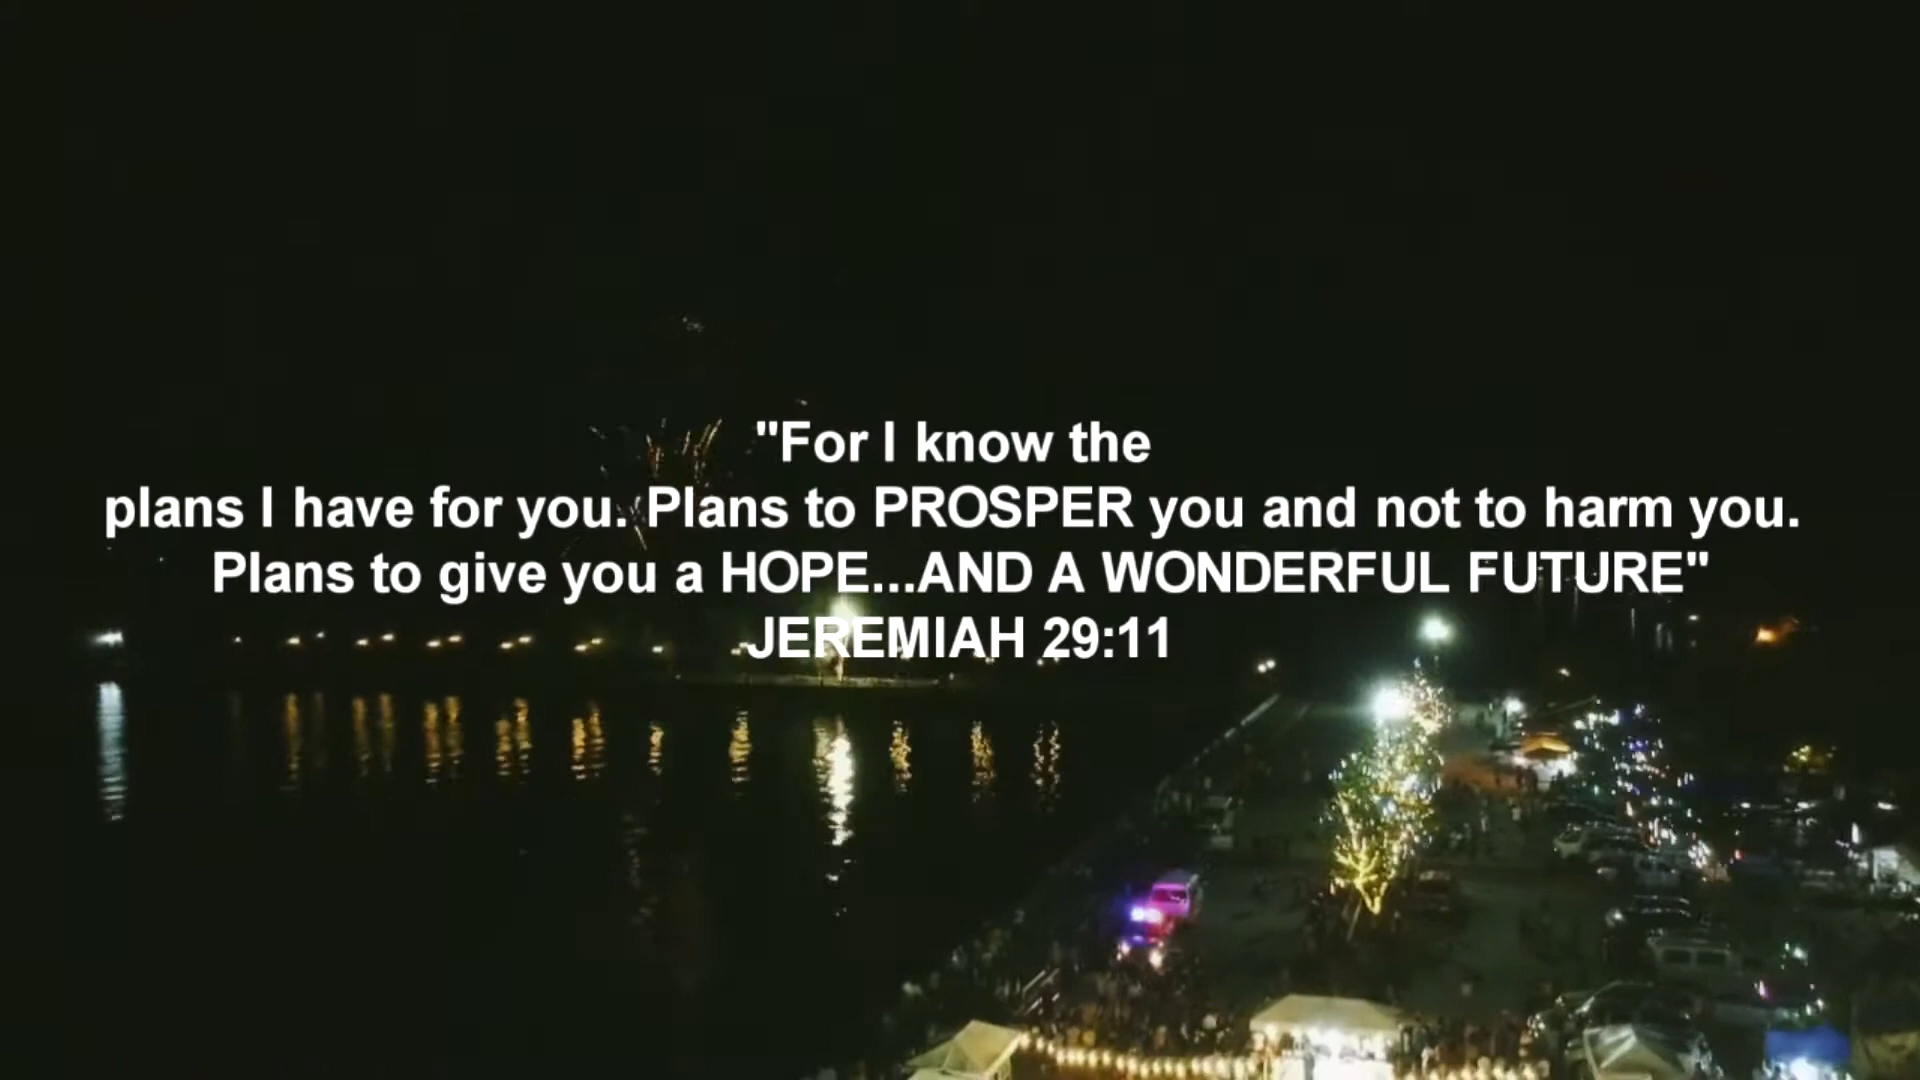 "For I know the
plans I have for you. Plans to PROSPER you and not to harm you.
Plans to give you a HOPE...AND A WONDERFUL FUTURE"
JEREMIAH 29:11